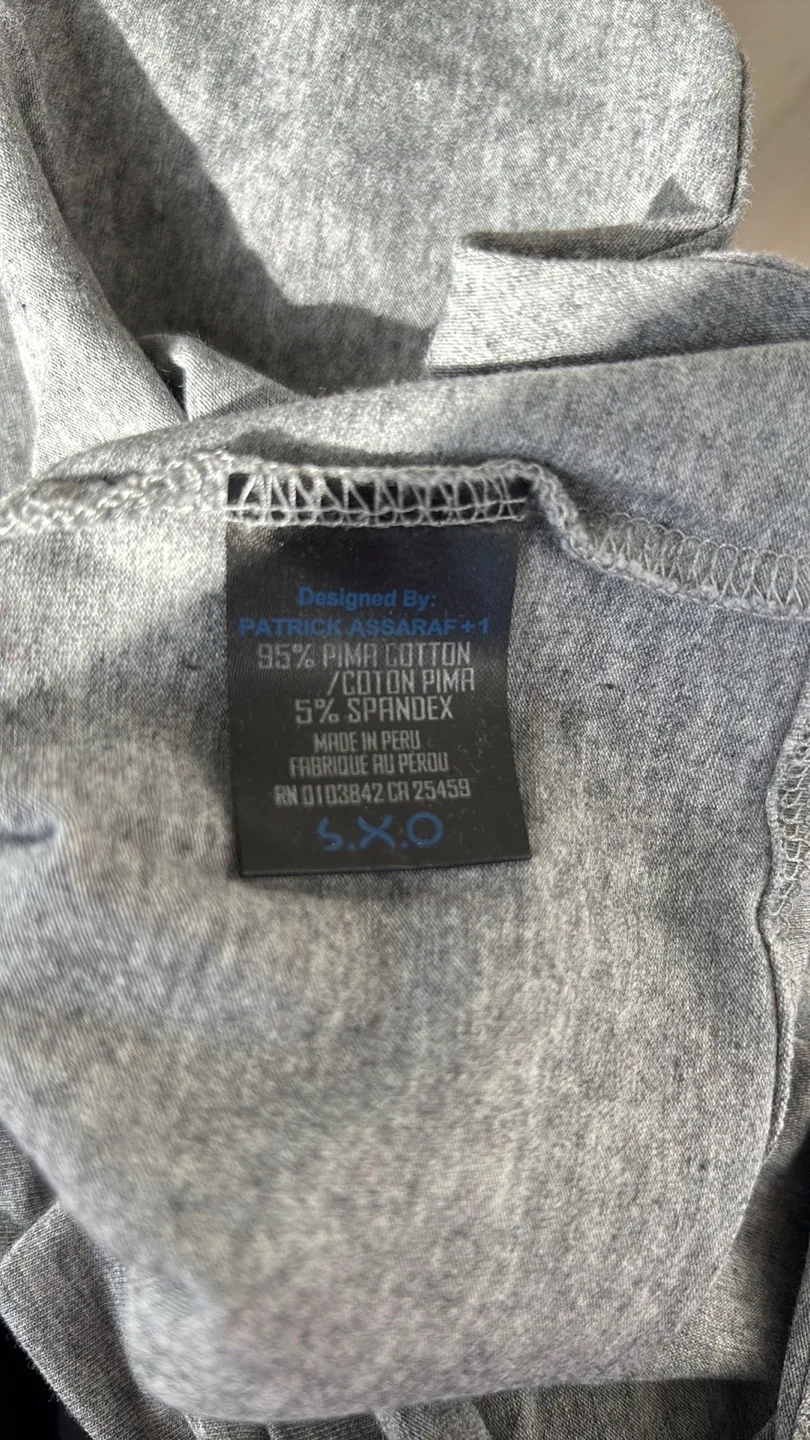 Designed By:
PATRICK ASSARAF+1
95% PIMA COTTON
/COTON PIMA
5% SPANDEX
MADE IN PERU
FABRIQUE AU PEROU
RN 0103842 CA 25459